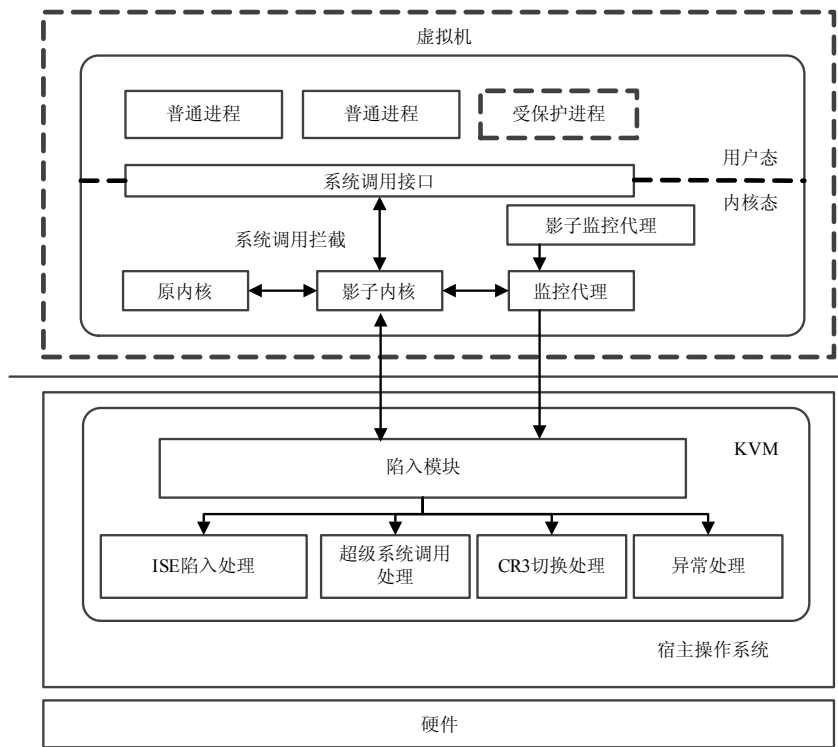 虚拟机
普通进程
普通进程
受保护进程
用户态
系统调用接口
内核态
影子监控代理
系统调用拦截
原内核
影子内核
监控代理
KVM
陷入模块
ISE陷入处理
超级系统调用
处理
CR3切换处理
异常处理
宿主操作系统
硬件